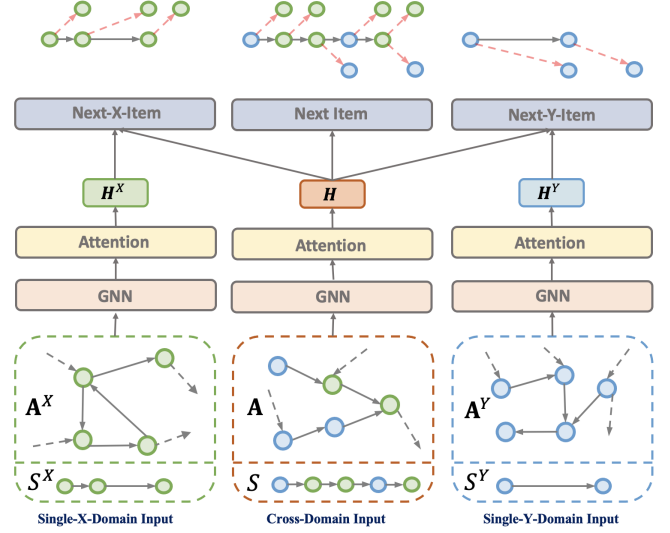 Next-X-Item Next Item Next-Y-Item
H^X H H^Y
Attention Attention Attention
GNN GNN GNN
A^X A A^Y
S^X S S^Y
Single-X-Domain Input Cross-Domain Input Single-Y-Domain Input